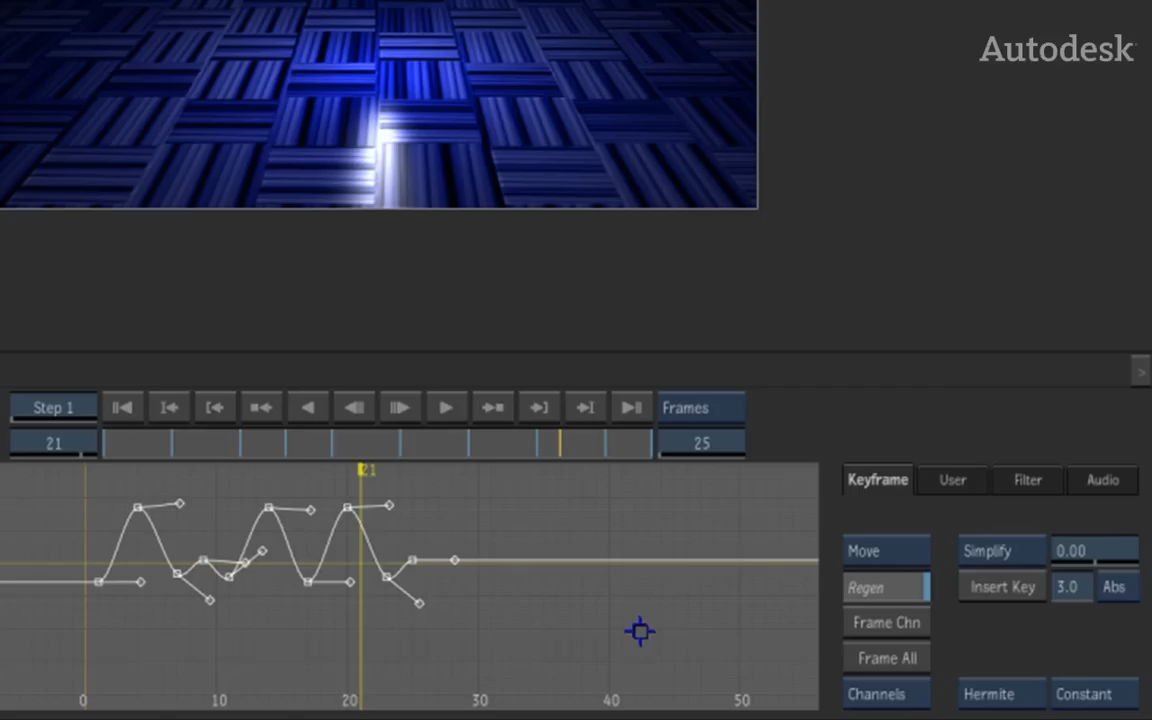 Autodesk
>
Step 1
Frames
21
25
21
Keyframe User Filter Audio
Move Simplify 0.00
Regen Insert Key 3.0 Abs
Frame Chn
Frame All
Channels Hermite Constant
0 10 20 30 40 50